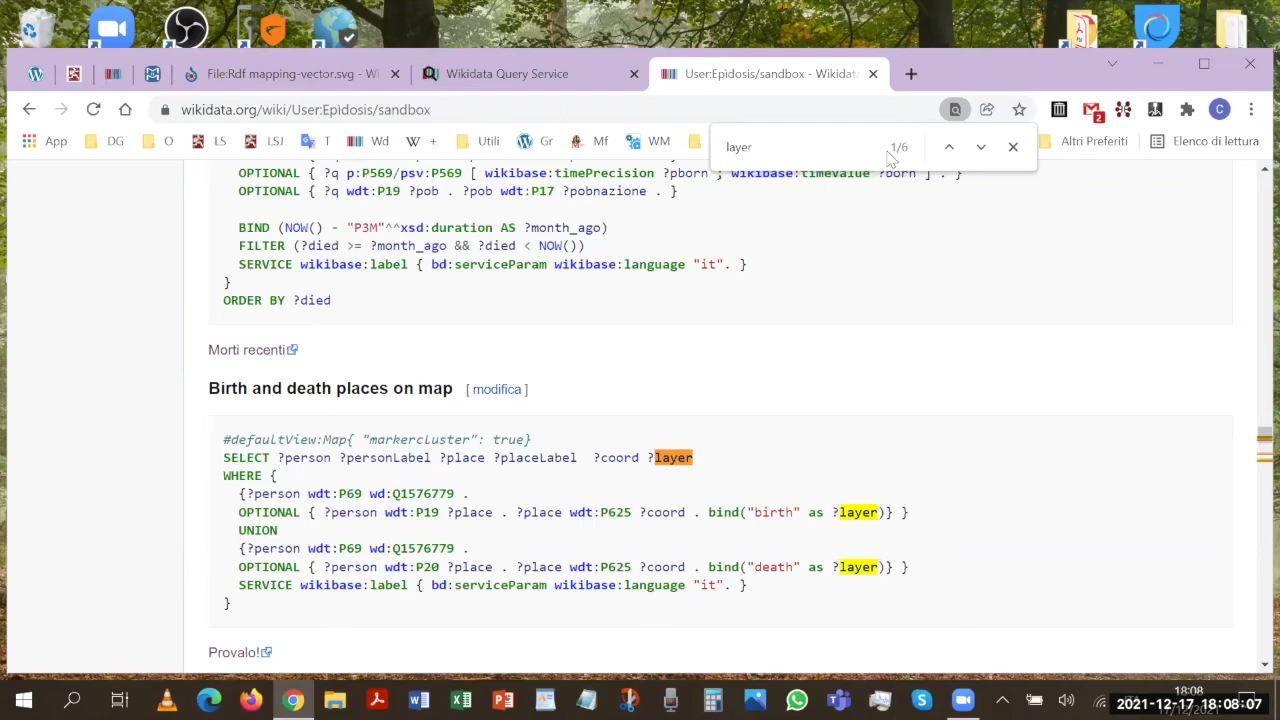 File:Rdf mapping-vector.svg - Wi
Wikidata Query Service
User:Epìdosis/sandbox - Wikidata
wikidata.org/wiki/User:Epìdosis/sandbox
2
C
App
DG
O
LS
LSJ
T
Wd
W +
Utili
Gr
Mf
WM
Altri Preferiti
Elenco di lettura
layer
1/6
OPTIONAL { ?q p:P569/psv:P569 [ wikibase:timePrecision ?pborn ; wikibase:timeValue ?born ] . }
OPTIONAL { ?q wdt:P19 ?pob . ?pob wdt:P17 ?pobnazione . }
BIND (NOW() - "P3M"^^xsd:duration AS ?month_ago)
FILTER (?died >= ?month_ago && ?died < NOW())
SERVICE wikibase:label { bd:serviceParam wikibase:language "it". }
}
ORDER BY ?died
Morti recenti
Birth and death places on map [ modifica ]
#defaultView:Map{ "markercluster": true}
SELECT ?person ?personLabel ?place ?placeLabel ?coord ?layer
WHERE {
{?person wdt:P69 wd:Q1576779 .
OPTIONAL { ?person wdt:P19 ?place . ?place wdt:P625 ?coord . bind("birth" as ?layer)} }
UNION
{?person wdt:P69 wd:Q1576779 .
OPTIONAL { ?person wdt:P20 ?place . ?place wdt:P625 ?coord . bind("death" as ?layer)} }
SERVICE wikibase:label { bd:serviceParam wikibase:language "it". }
}
Provalo!
18:08
2021-12-17 18:08:07